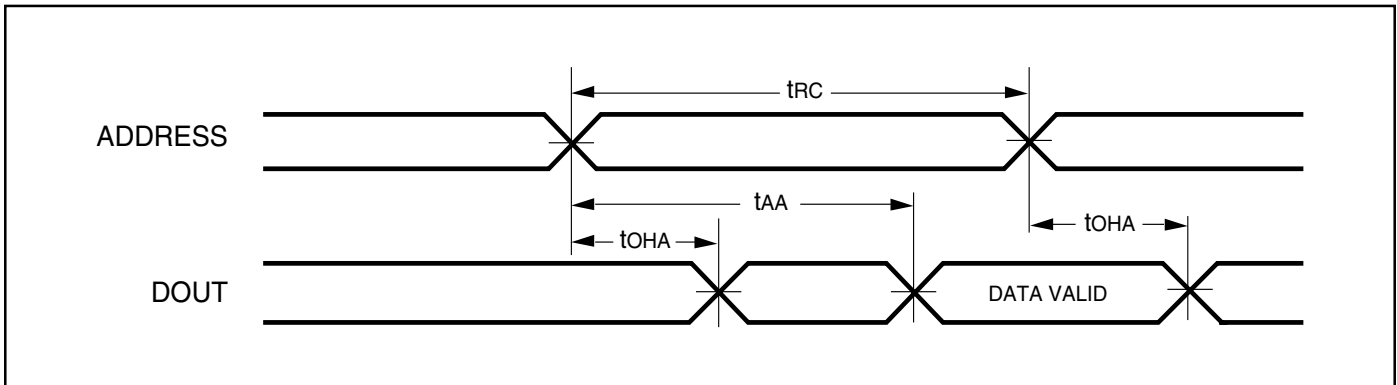 tRC
ADDRESS
tAA
tOHA
tOHA
DOUT
DATA VALID